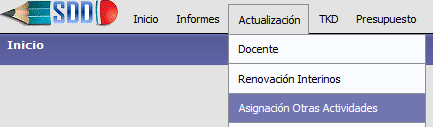 SDD
Inicio Informes Actualización TKD Presupuesto
Inicio
Docente
Renovación Interinos
Asignación Otras Actividades